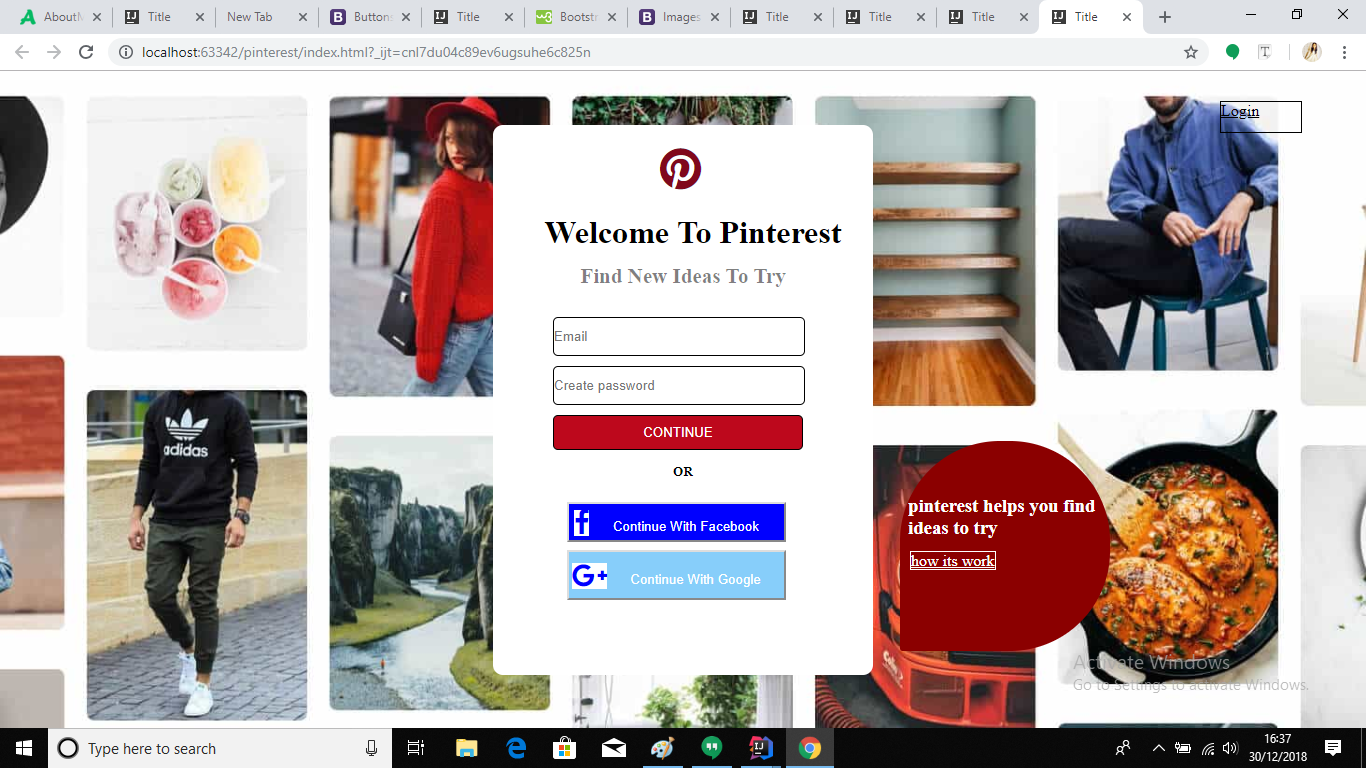 AboutM
Title
New Tab
Button
Title
Bootstr
Images
Title
Title
Title
Title
localhost:63342/pinterest/index.html?_ijt=cnl7du04c89ev6ugsuhe6c825n
Login
Welcome To Pinterest
Find New Ideas To Try
Email
Create password
CONTINUE
OR
Continue With Facebook
Continue With Google
adidas
pinterest helps you find
ideas to try
how its work
Activate Windows
Go to Settings to activate Windows.
Type here to search
16:37
30/12/2018